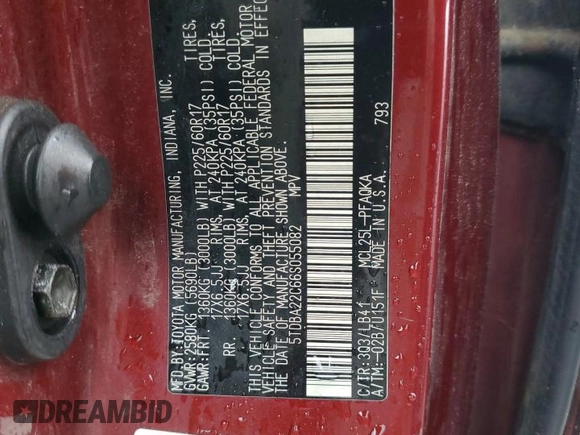 MFD.BY:TOYOTA MOTOR MANUFACTURING, INDIANA, INC.
GVWR:2580KG (5690LB)
GAWR:FRT. 1360KG (3000LB) WITH P225/60R17 TIRES,
17X6.5JJ RIMS, AT 240KPA (35PSI) COLD.
RR. 1360KG (3000LB) WITH P225/60R17 TIRES,
17X6.5JJ RIMS, AT 240KPA (35PSI) COLD.
THIS VEHICLE CONFORMS TO ALL APPLICABLE FEDERAL MOTOR
VEHICLE SAFETY AND THEFT PREVENTION STANDARDS IN EFFEC
ON THE DATE OF MANUFACTURE SHOWN ABOVE.
5TDBA22C66S055082 MPV
C/TR:3Q3/LB41 MCL25L-PFAQKA 793
A/TM:-028/U151F MADE IN U.S.A.
DREAMBID